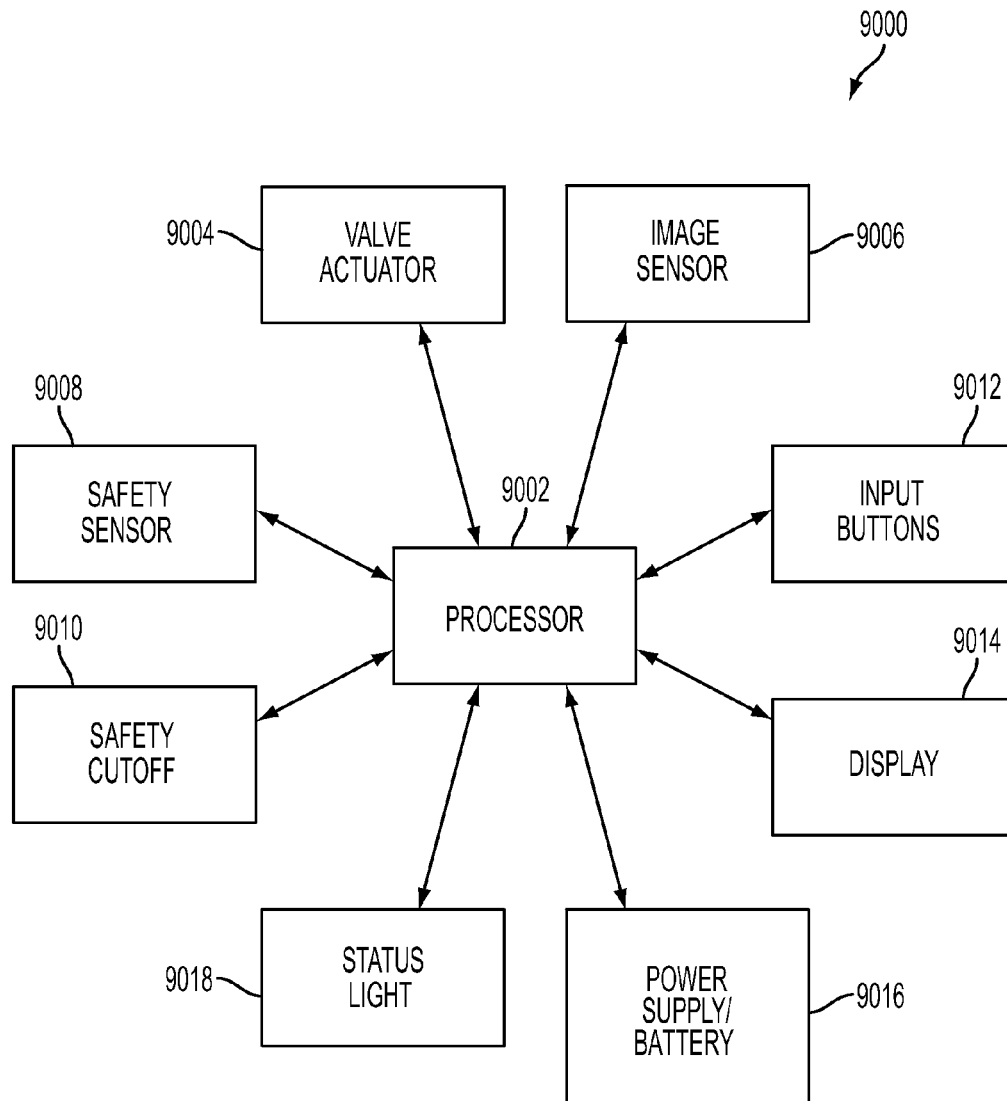 9000
9004
VALVE
ACTUATOR
IMAGE
SENSOR
9006
9008
SAFETY
SENSOR
9012
INPUT
BUTTONS
9002
PROCESSOR
9010
SAFETY
CUTOFF
9014
DISPLAY
9018
STATUS
LIGHT
POWER
SUPPLY/
BATTERY
9016